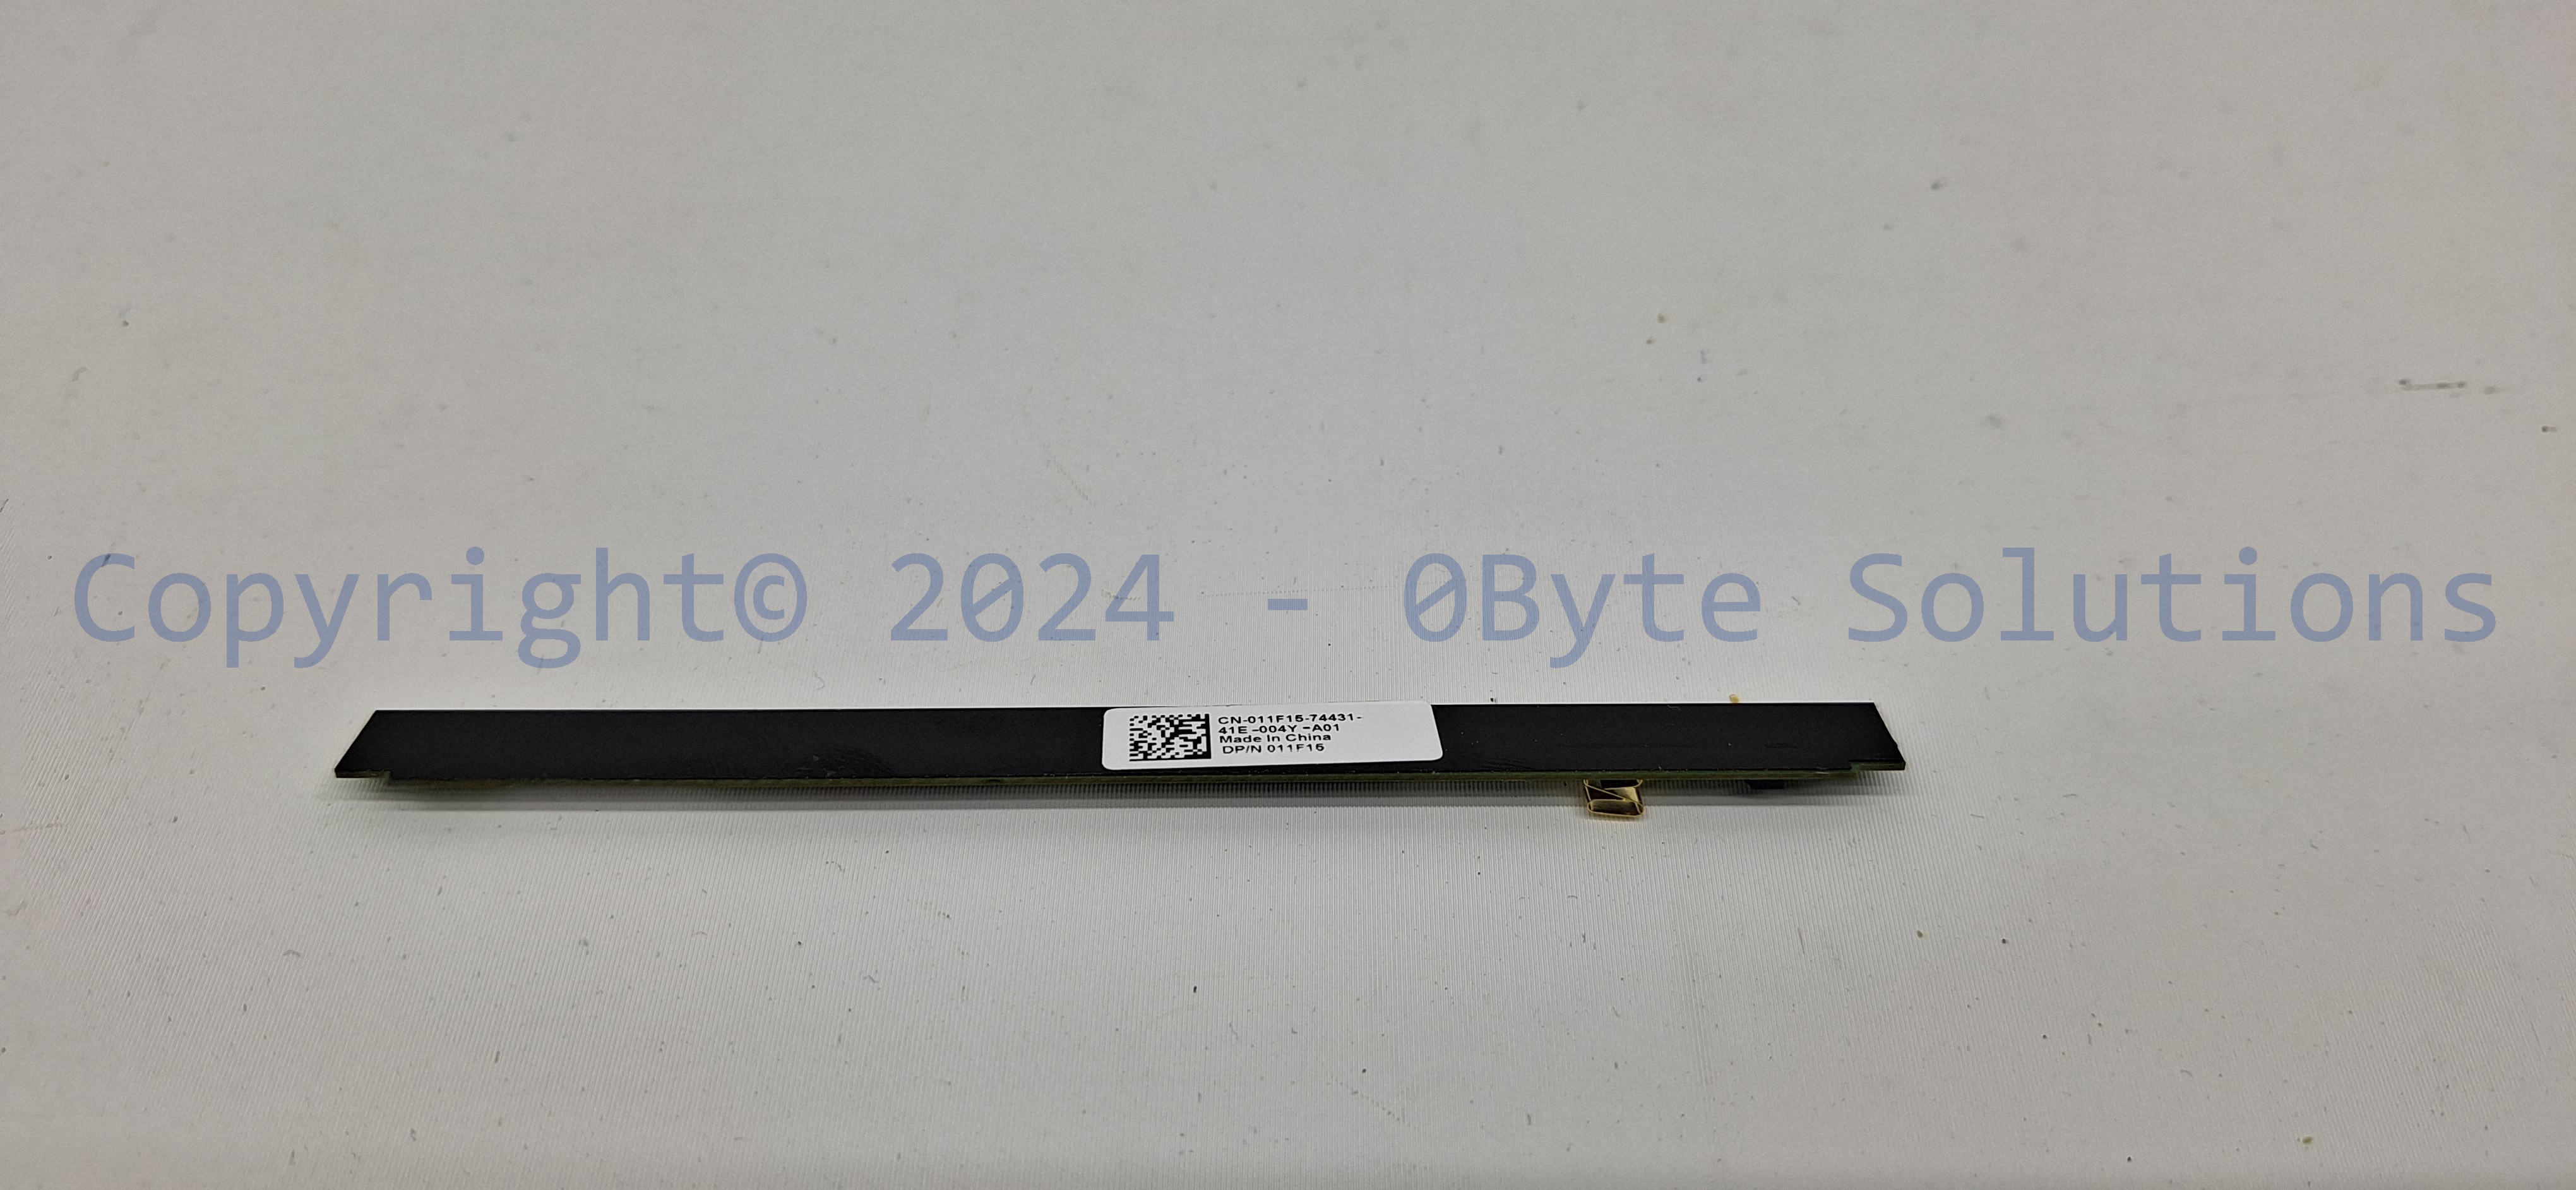 Copyright© 2024 - 0Byte Solutions
CN-011F15-74431-
41E-004Y-A01
Made In China
DP/N 011F15